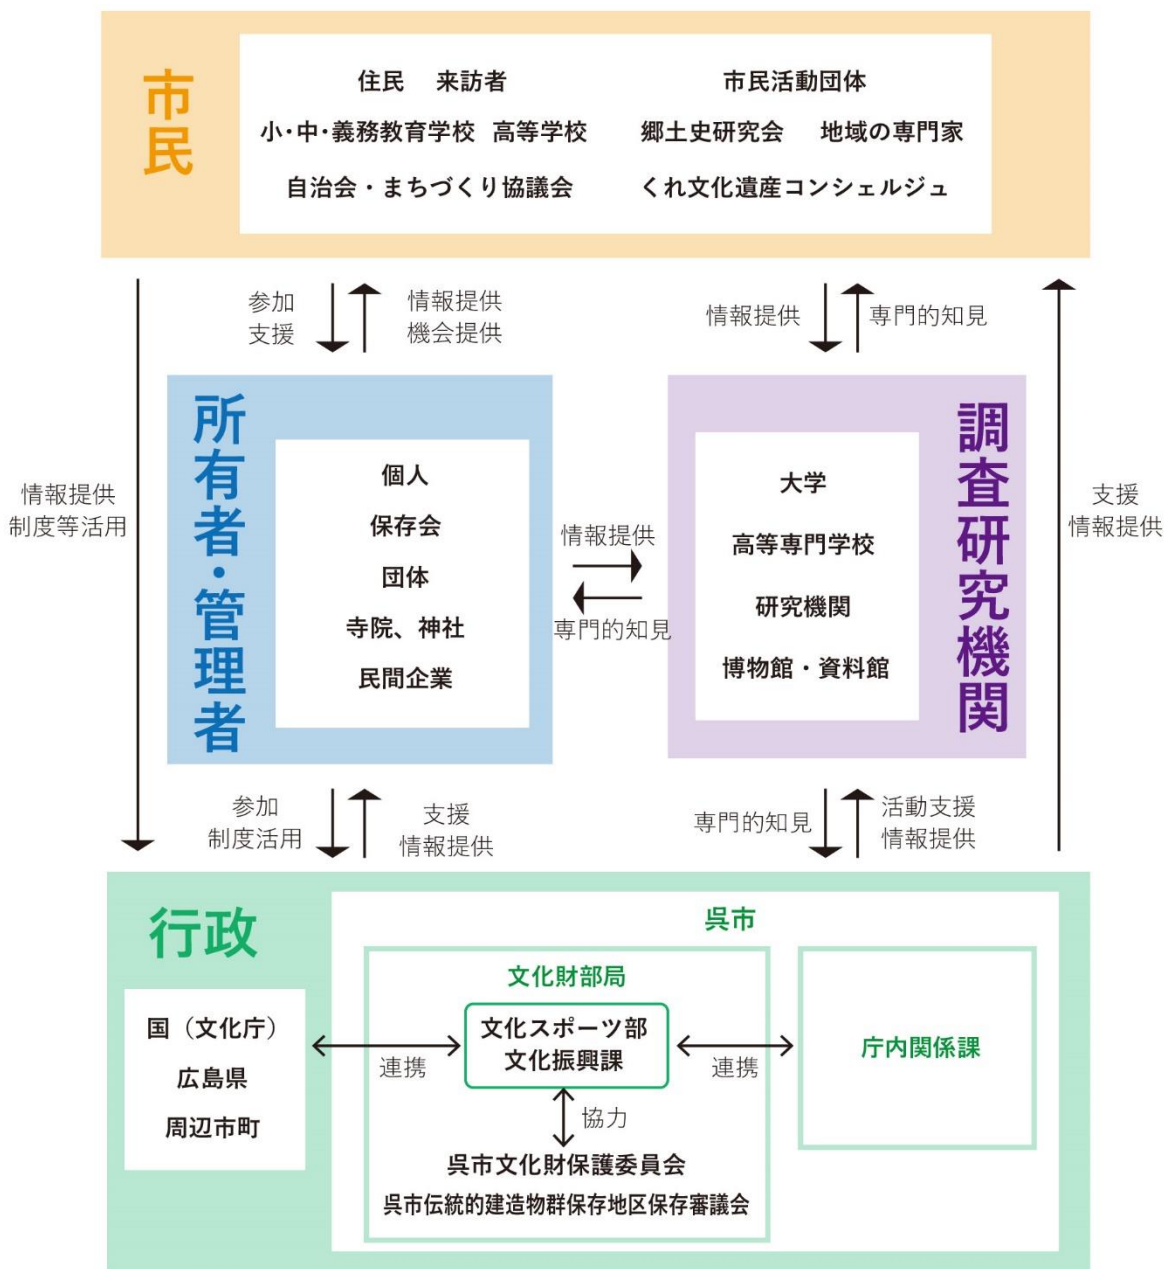 市民
住民 来訪者
小・中・義務教育学校 高等学校
自治会・まちづくり協議会
市民活動団体
郷土史研究会 地域の専門家
くれ文化遺産コンシェルジュ
参加
支援
情報提供
機会提供
情報提供
専門的知見
情報提供
制度等活用
所有者・管理者
個人
保存会
団体
寺院、神社
民間企業
情報提供
専門的知見
調査研究機関
大学
高等専門学校
研究機関
博物館・資料館
支援
情報提供
参加
制度活用
支援
情報提供
専門的知見
活動支援
情報提供
行政
国（文化庁）
広島県
周辺市町
連携
呉市
文化財部局
文化スポーツ部
文化振興課
協力
呉市文化財保護委員会
呉市伝統的建造物群保存地区保存審議会
連携
庁内関係課